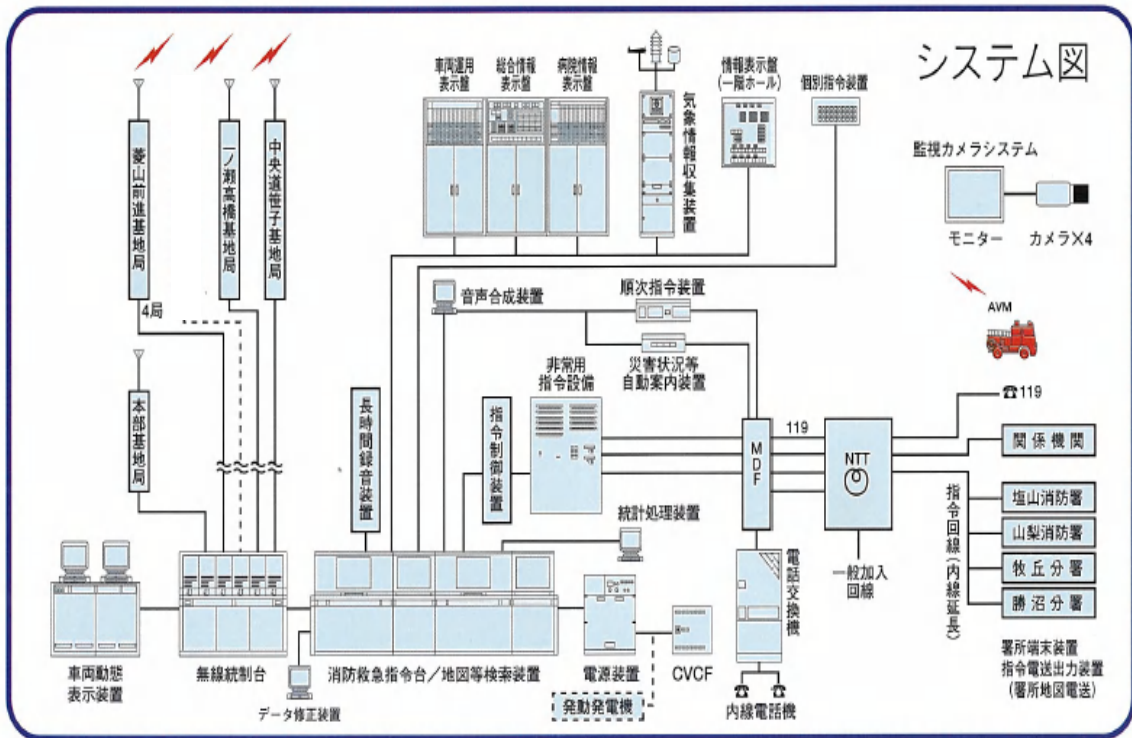 システム図
車両運用
表示盤
総合情報
表示盤
病院情報
表示盤
気象情報収集装置
情報表示盤
(一階ホール)
個別指令装置
監視カメラシステム
モニター
カメラ×4
AVM
菱山前進基地局
一ノ瀬高橋基地局
中央道笹子基地局
4局
本部基地局
音声合成装置
順次指令装置
災害状況等
自動案内装置
非常用
指令設備
長時間録音装置
指令制御装置
統計処理装置
MDF
119
NTT
一般加入
回線
☎119
関係機関
指令回線(内線延長)
塩山消防署
山梨消防署
牧丘分署
勝沼分署
署所端末装置
指令電送出力装置
(署所地図電送)
電話交換機
内線電話機
車両動態
表示装置
無線統制台
データ修正装置
消防救急指令台/地図等検索装置
電源装置
CVCF
発動発電機